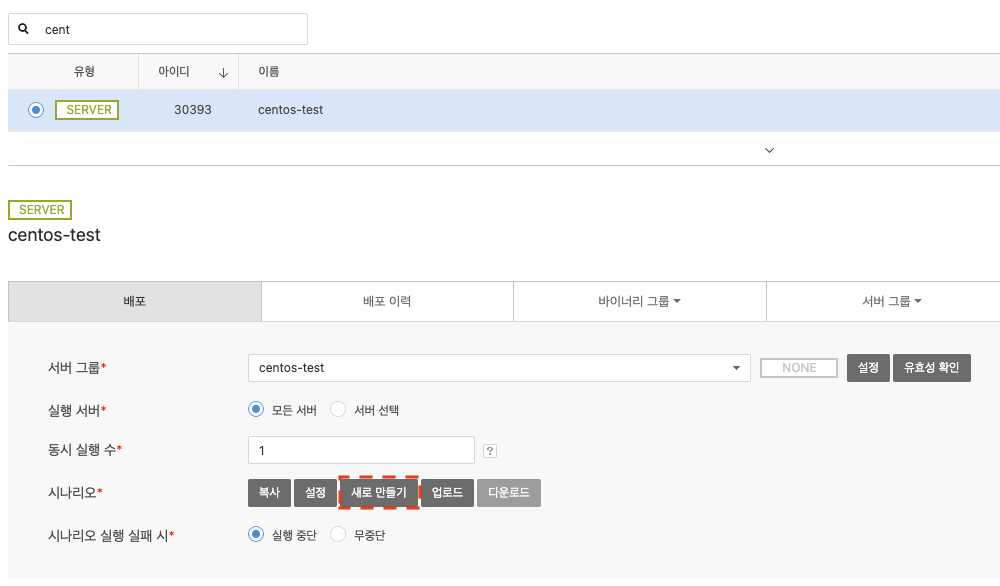 cent
유형 아이디 이름
SERVER 30393 centos-test
SERVER
centos-test
배포 배포 이력 바이너리 그룹 서버 그룹
서버 그룹* centos-test NONE 설정 유효성 확인
실행 서버* 모든 서버 서버 선택
동시 실행 수* 1 ?
시나리오* 복사 설정 새로 만들기 업로드 다운로드
시나리오 실행 실패 시* 실행 중단 무중단